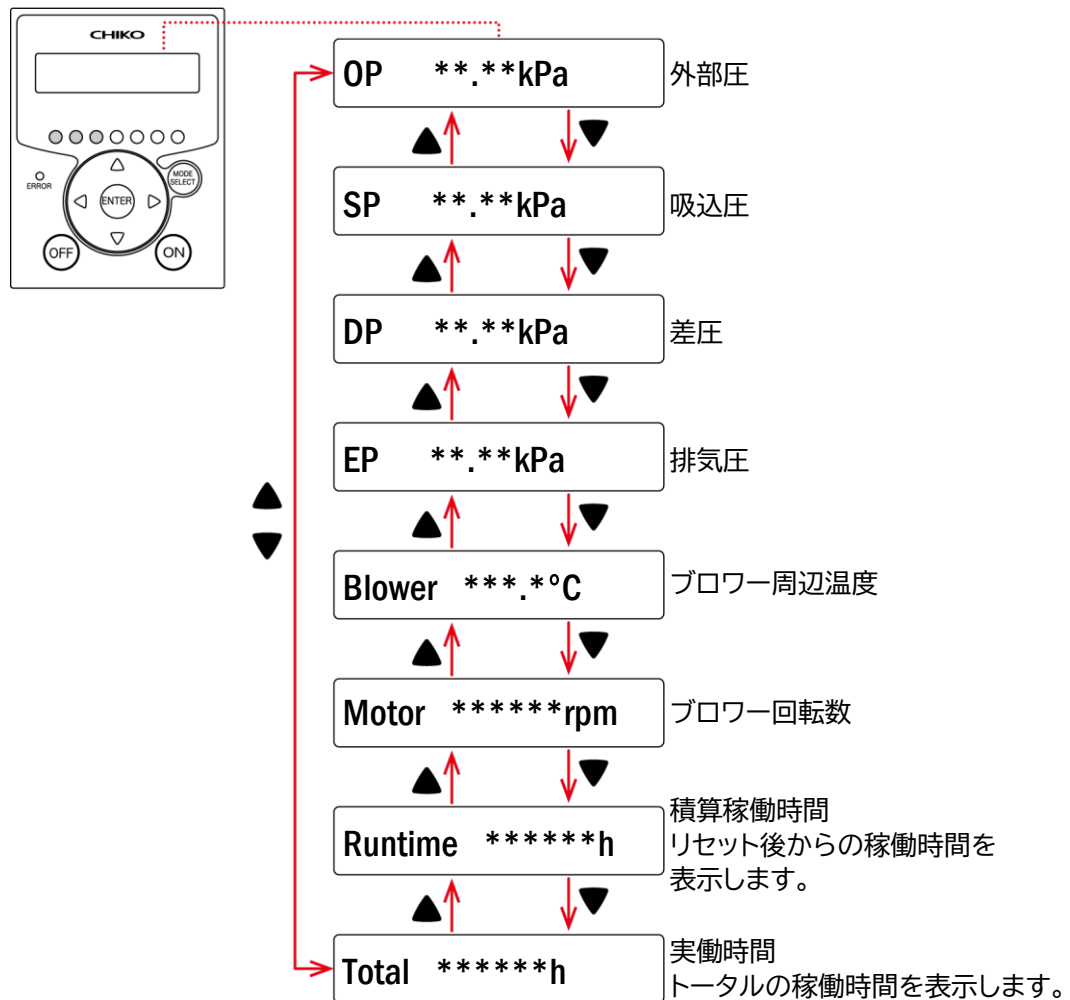 CHIKO
ERROR
MODE
SELECT
ENTER
OFF
ON
OP **.**kPa
外部圧
SP **.**kPa
吸込圧
DP **.**kPa
差圧
EP **.**kPa
排気圧
Blower ***.*°C
ブロワー周辺温度
Motor ******rpm
ブロワー回転数
Runtime ******h
積算稼働時間
リセット後からの稼働時間を
表示します。
Total ******h
実働時間
トータルの稼働時間を表示します。